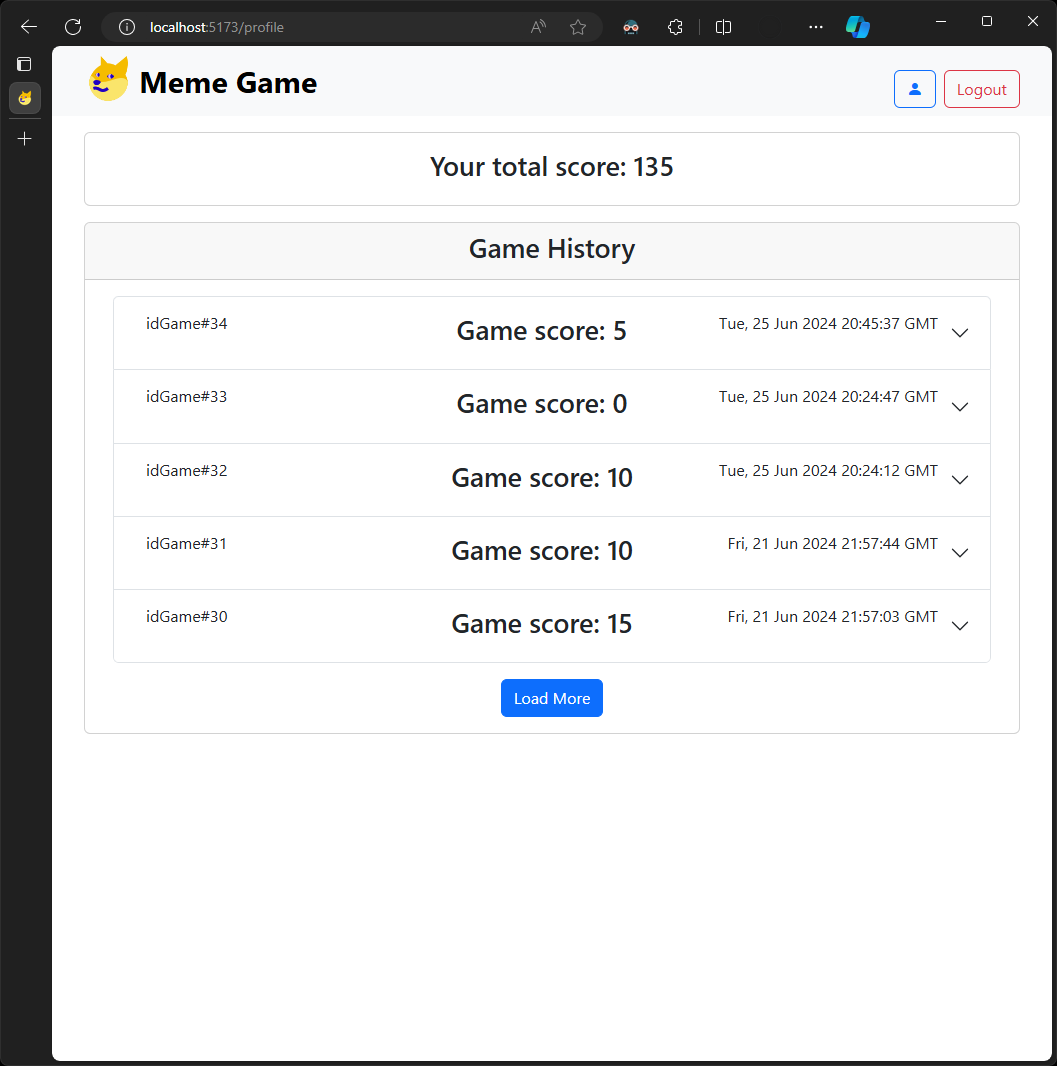 localhost:5173/profile
Meme Game
Logout
Your total score: 135
Game History
idGame#34 Game score: 5 Tue, 25 Jun 2024 20:45:37 GMT
idGame#33 Game score: 0 Tue, 25 Jun 2024 20:24:47 GMT
idGame#32 Game score: 10 Tue, 25 Jun 2024 20:24:12 GMT
idGame#31 Game score: 10 Fri, 21 Jun 2024 21:57:44 GMT
idGame#30 Game score: 15 Fri, 21 Jun 2024 21:57:03 GMT
Load More